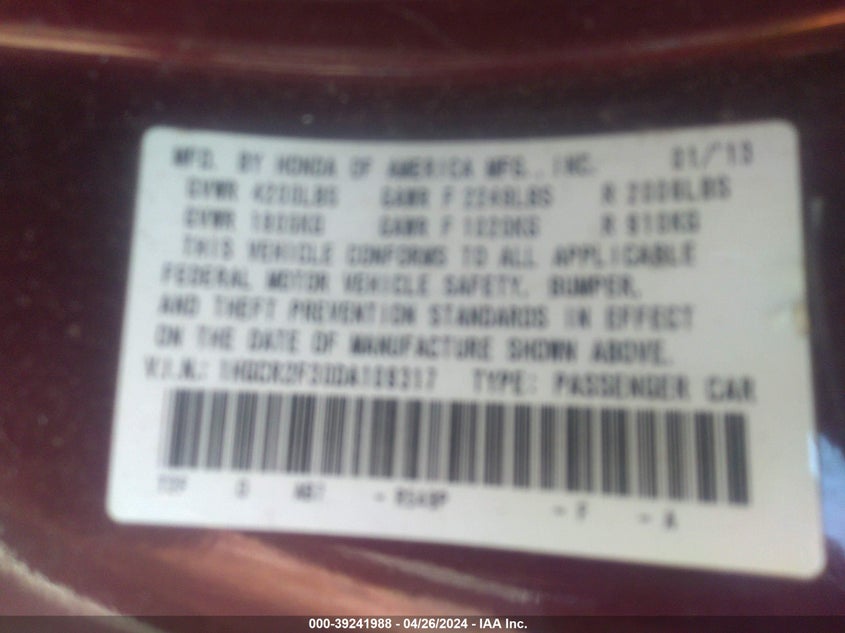 MFD. BY HONDA OF AMERICA MFG., INC. 01/13
GVWR 4200LBS GAWR F 2249LBS R 2006LBS
GVWR 1905KG GAWR F 1020KG R 910KG
THIS VEHICLE CONFORMS TO ALL APPLICABLE
FEDERAL MOTOR VEHICLE SAFETY, BUMPER,
AND THEFT PREVENTION STANDARDS IN EFFECT
ON THE DATE OF MANUFACTURE SHOWN ABOVE.
V.I.N.: TYPE: PASSENGER CAR
- F - A
000-39241988 - 04/26/2024 - IAA Inc.